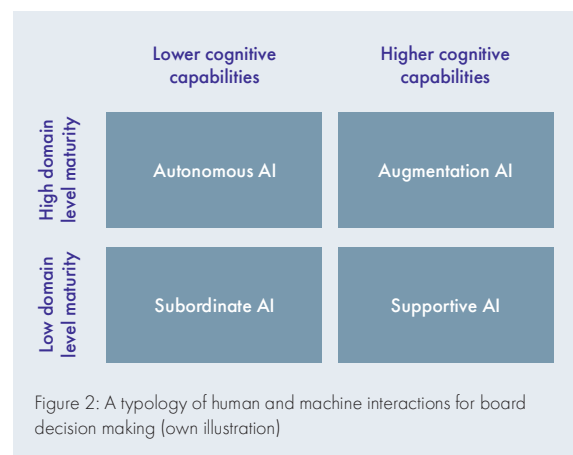 Lower cognitive
capabilities
Higher cognitive
capabilities
High domain
level maturity
Autonomous AI
Augmentation AI
Low domain
level maturity
Subordinate AI
Supportive AI
Figure 2: A typology of human and machine interactions for board
decision making (own illustration)